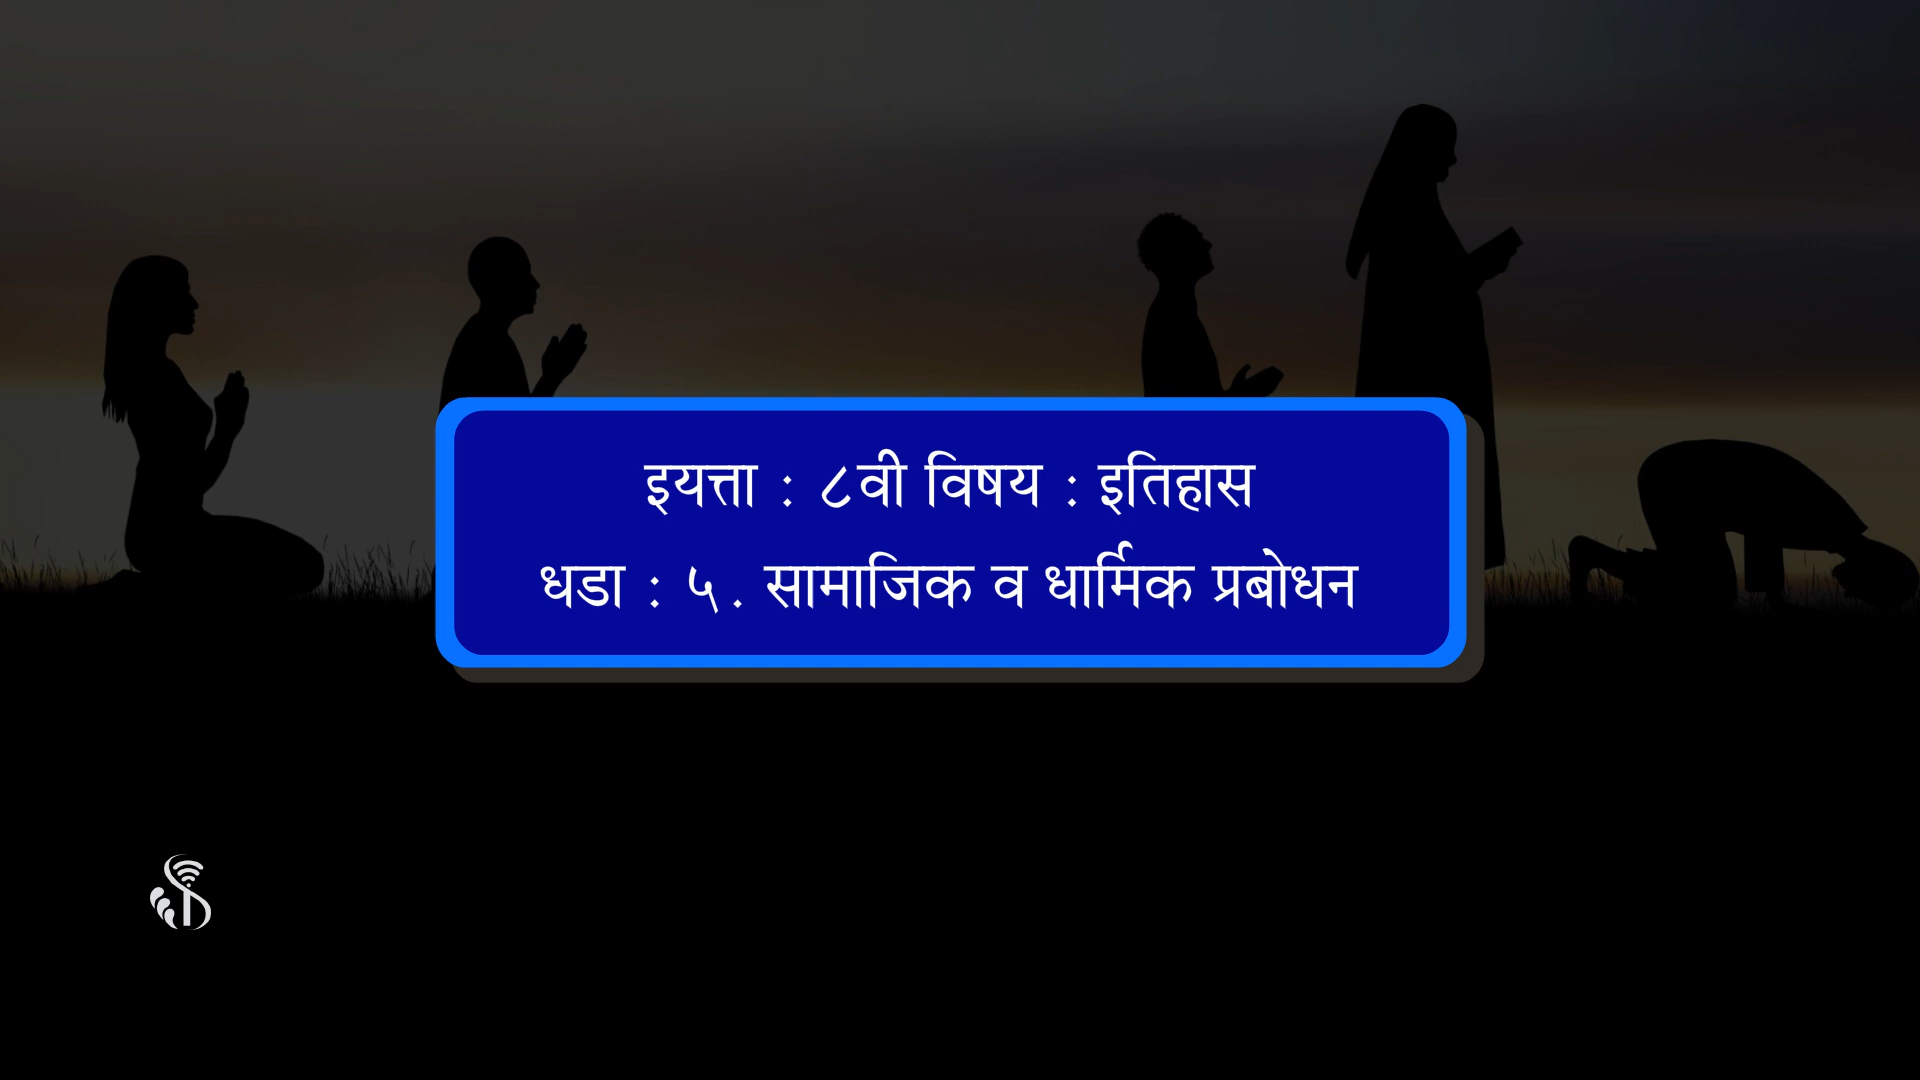 इयत्ता : ८वी विषय : इतिहास
धडा : ५. सामाजिक व धार्मिक प्रबोधन